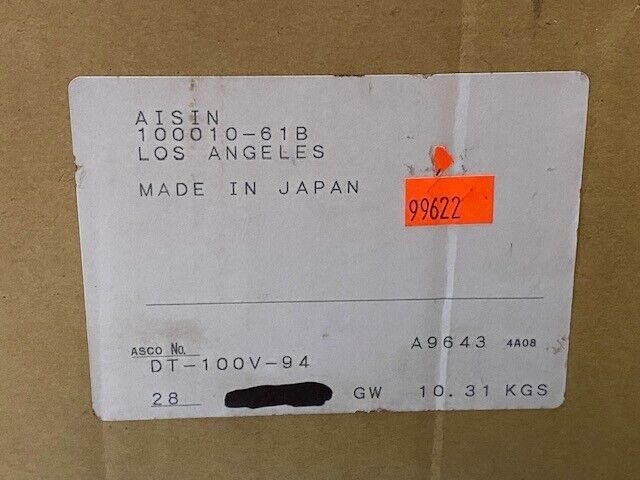 AISIN
100010-61B
LOS ANGELES
MADE IN JAPAN
99622
ASCO No. A9643 4A08
DT-100V-94
28 GW 10.31 KGS